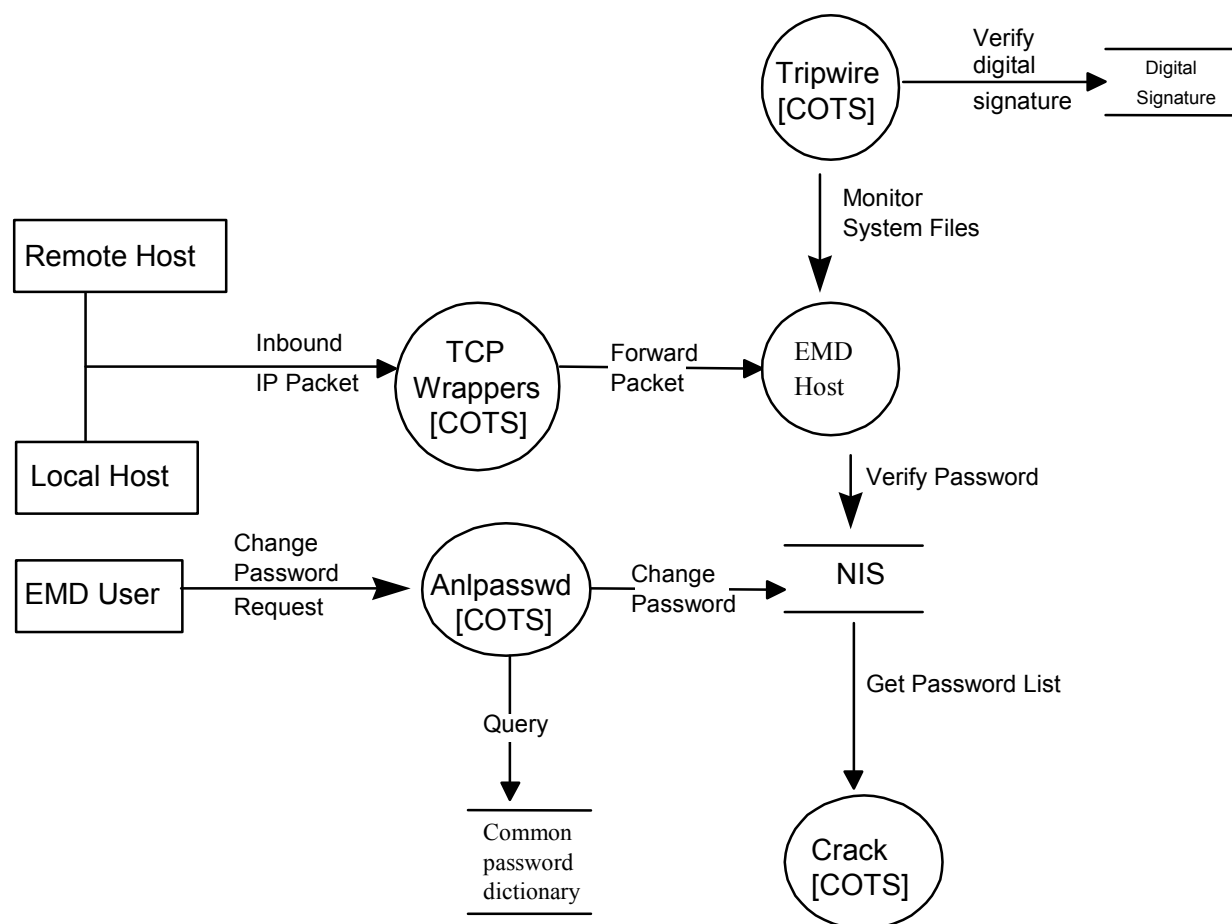 Tripwire
[COTS]
Verify
digital
signature
Digital
Signature
Monitor
System Files
Remote Host
Inbound
IP Packet
TCP
Wrappers
[COTS]
Forward
Packet
EMD
Host
Local Host
Verify Password
EMD User
Change
Password
Request
Anlpasswd
[COTS]
Change
Password
NIS
Get Password List
Query
Common
password
dictionary
Crack
[COTS]